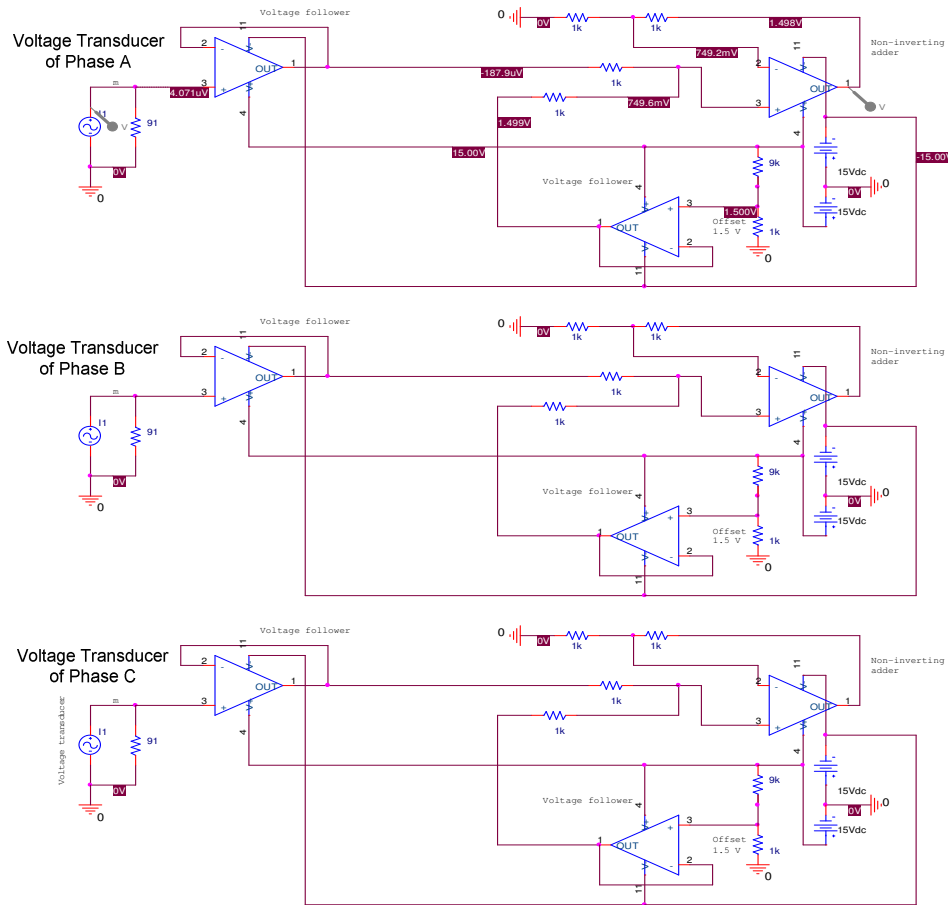 Voltage follower
0
0V
1k
1k
1.498V
Voltage Transducer
of Phase A
11
2
-
OUT
1
3
+
4
m
4.071uV
I1
V
91
0V
0
-187.9uV
1k
749.6mV
1k
1.499V
749.2mV
Non-inverting
adder
11
2
-
OUT
1
3
+
4
V
15.00V
-15.00V
Voltage follower
4
3
+
1
OUT
2
-
11
9k
1.500V
Offset
1.5 V
1k
0
15Vdc
0V
0
15Vdc
Voltage follower
0
0V
1k
1k
Voltage Transducer
of Phase B
11
2
-
OUT
1
3
+
4
m
I1
91
0V
0
1k
1k
Non-inverting
adder
11
2
-
OUT
1
3
+
4
Voltage follower
4
3
+
1
OUT
2
-
11
9k
Offset
1.5 V
1k
0
15Vdc
0V
0
15Vdc
Voltage follower
0
0V
1k
1k
Voltage Transducer
of Phase C
11
2
-
OUT
1
3
+
4
m
Voltage transducer
I1
91
0V
0
1k
1k
Non-inverting
adder
11
2
-
OUT
1
3
+
4
Voltage follower
4
3
+
1
OUT
2
-
11
9k
Offset
1.5 V
1k
0
15Vdc
0V
0
15Vdc